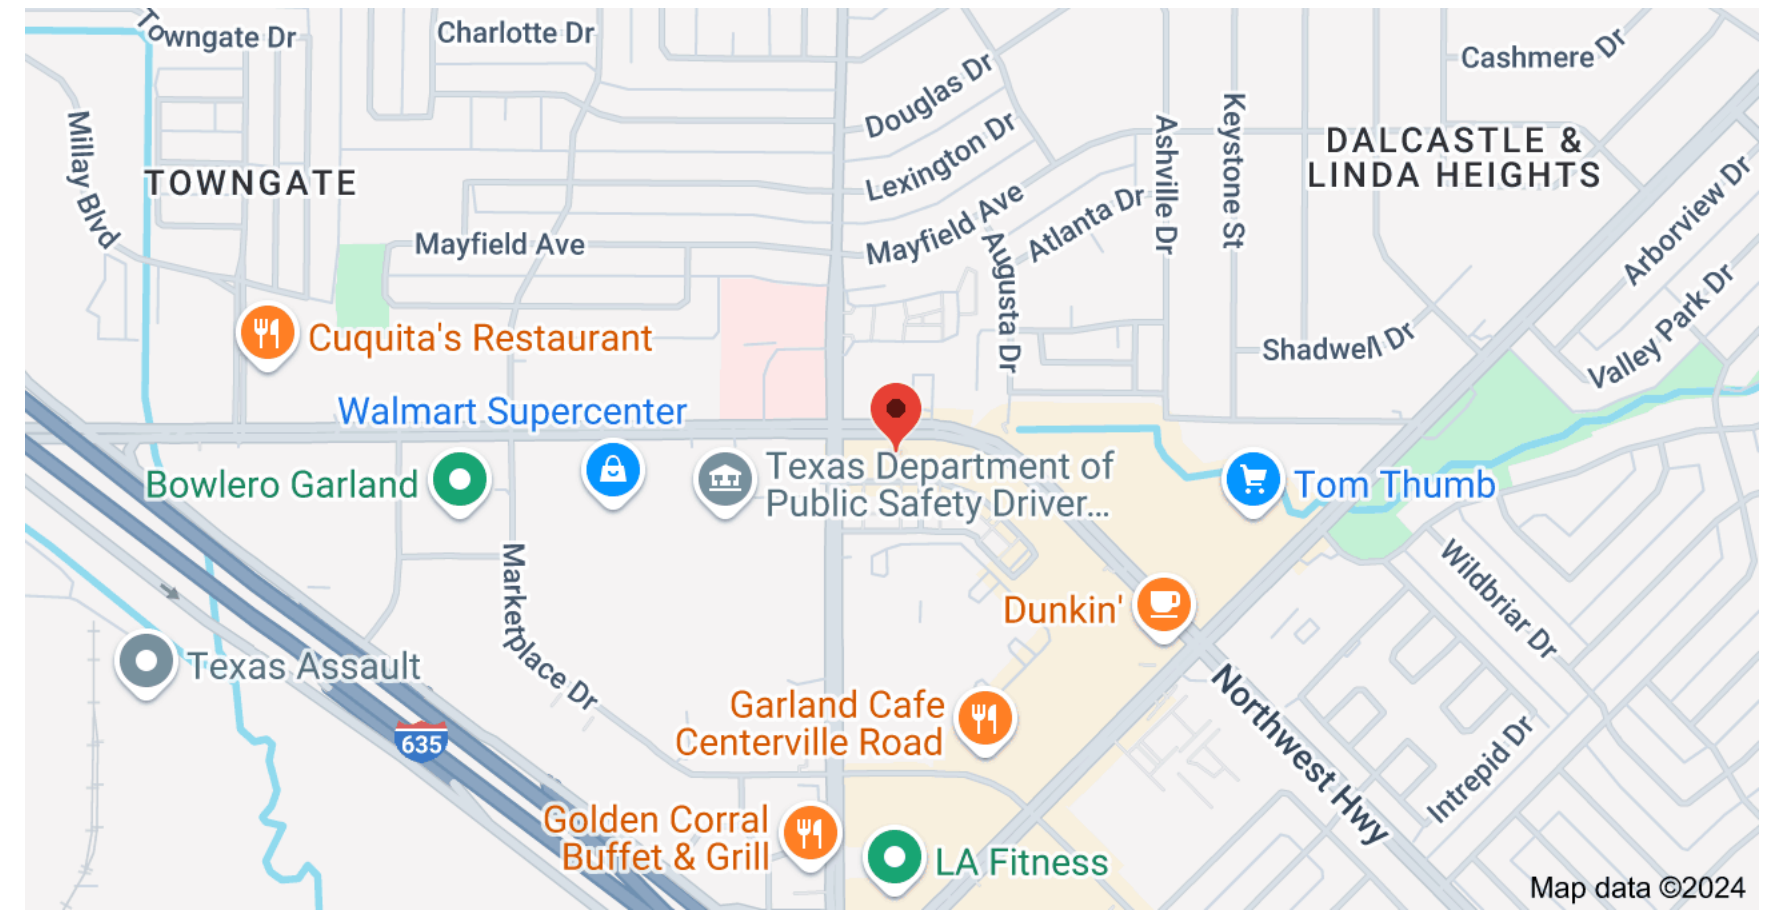 Towngate Dr
Charlotte Dr
Cashmere Dr
Douglas Dr
Keystone St
Millay Blvd
Lexington Dr
Ashville Dr
DALCASTLE &
LINDA HEIGHTS
TOWNGATE
Arborview Dr
Mayfield Ave
Mayfield Ave
Augusta Dr
Atlanta Dr
Valley Park Dr
Cuquita's Restaurant
Shadwell Dr
Walmart Supercenter
Bowlero Garland
Texas Department of
Public Safety Driver...
Tom Thumb
Marketplace Dr
Wildbriar Dr
Dunkin'
Texas Assault
635
Garland Cafe
Centerville Road
Northwest Hwy
Intrepid Dr
Golden Corral
Buffet & Grill
LA Fitness
Map data ©2024